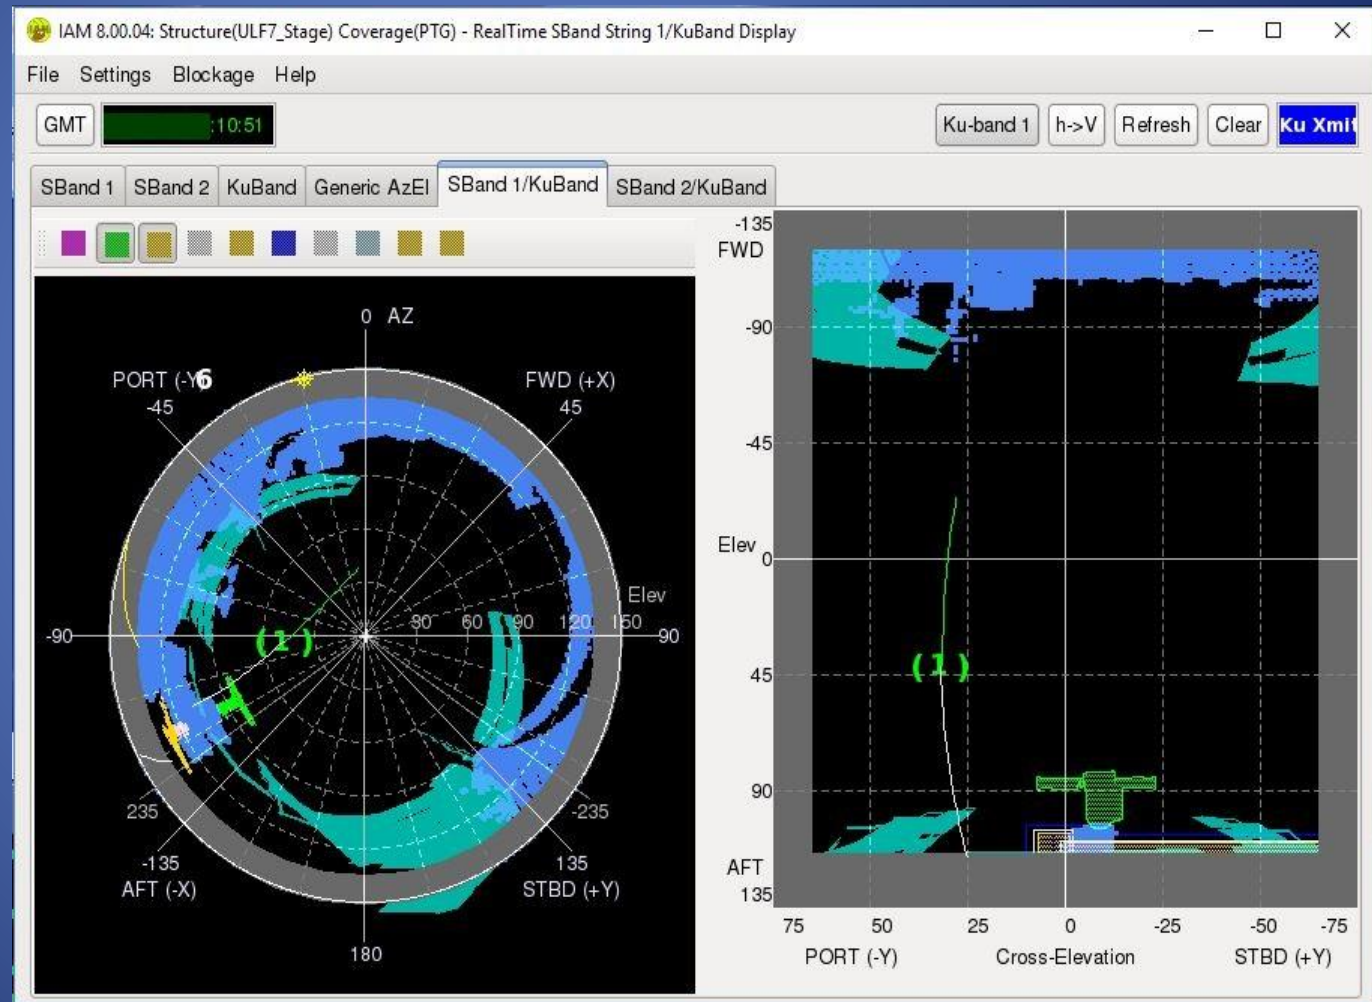 IAM 8.00.04: Structure(ULF7_Stage) Coverage(PTG) - RealTime SBand String 1/KuBand Display
File Settings Blockage Help
GMT :10:51 Ku-band 1 h->V Refresh Clear Ku Xmit
SBand 1 SBand 2 KuBand Generic AzEl SBand 1/KuBand SBand 2/KuBand
0 AZ
PORT (-Y) 6
-45
FWD (+X)
45
Elev
30 60 90 120 150
-90
90
(1)
235
-235
-135
AFT (-X)
135
STBD (+Y)
180
-135
FWD
-90
-45
Elev 0
(1)
45
90
AFT
135
75 50 25 0 -25 -50 -75
PORT (-Y) Cross-Elevation STBD (+Y)